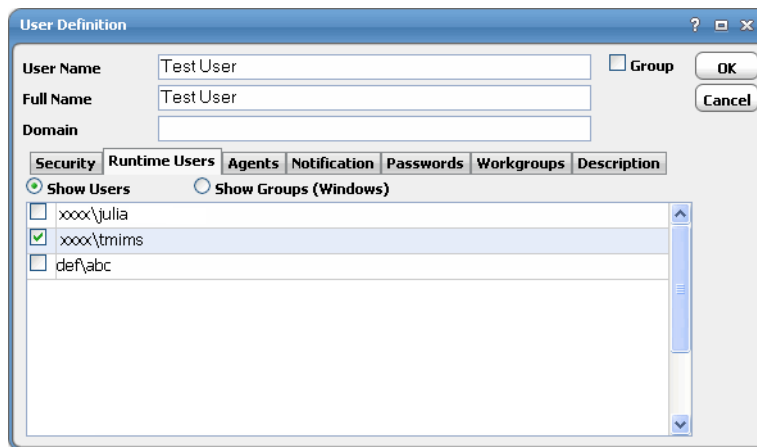 User Definition ?
User Name Test User Group OK
Full Name Test User Cancel
Domain
Security Runtime Users Agents Notification Passwords Workgroups Description
Show Users Show Groups (Windows)
xxxx\julia
xxxx\tmims
def\abc